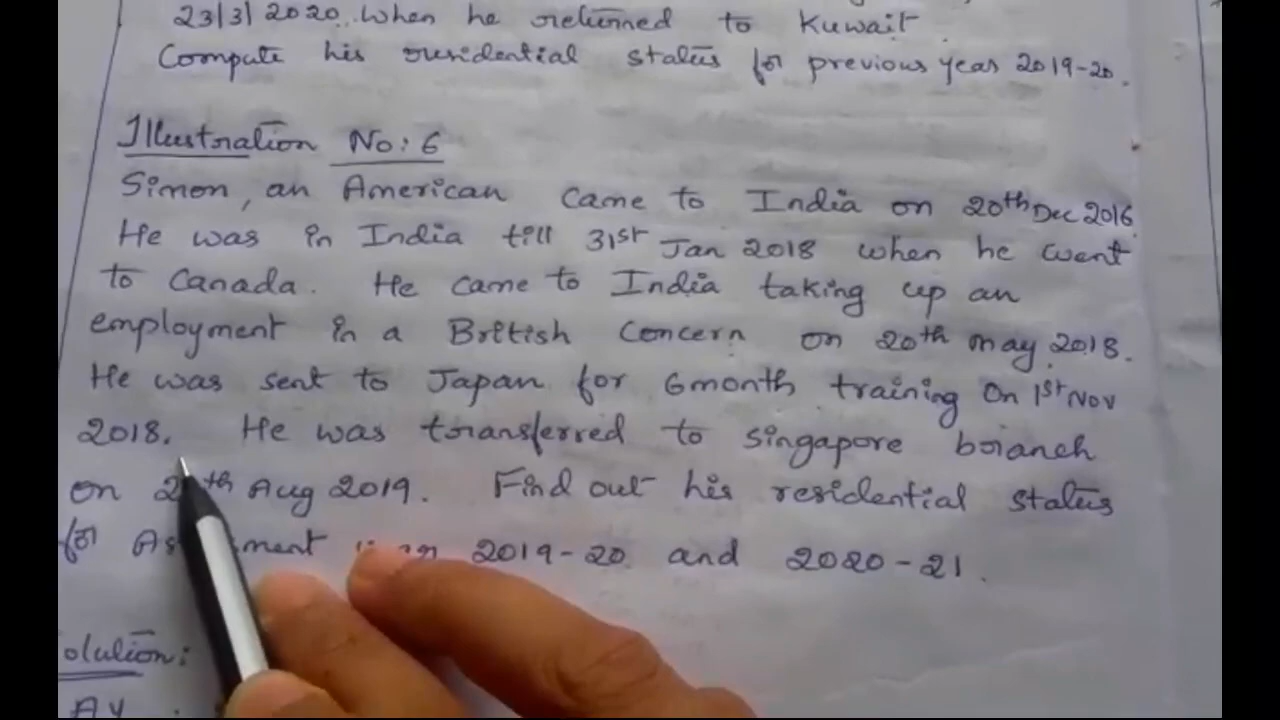 23/3/2020 when he returned to Kuwait
Compute his residential status for previous year 2019-20.
Illustration No: 6
Simon, an American came to India on 20th Dec 2016
He was in India till 31st Jan 2018 when he went
to Canada. He came to India taking up an
employment in a British Concern on 20th may 2018.
He was sent to Japan for 6month training On 1st Nov
2018. He was transferred to singapore branch
on Aug 2019. Find out his residential status
for 2019-20 and 2020-21.
olution:
AY